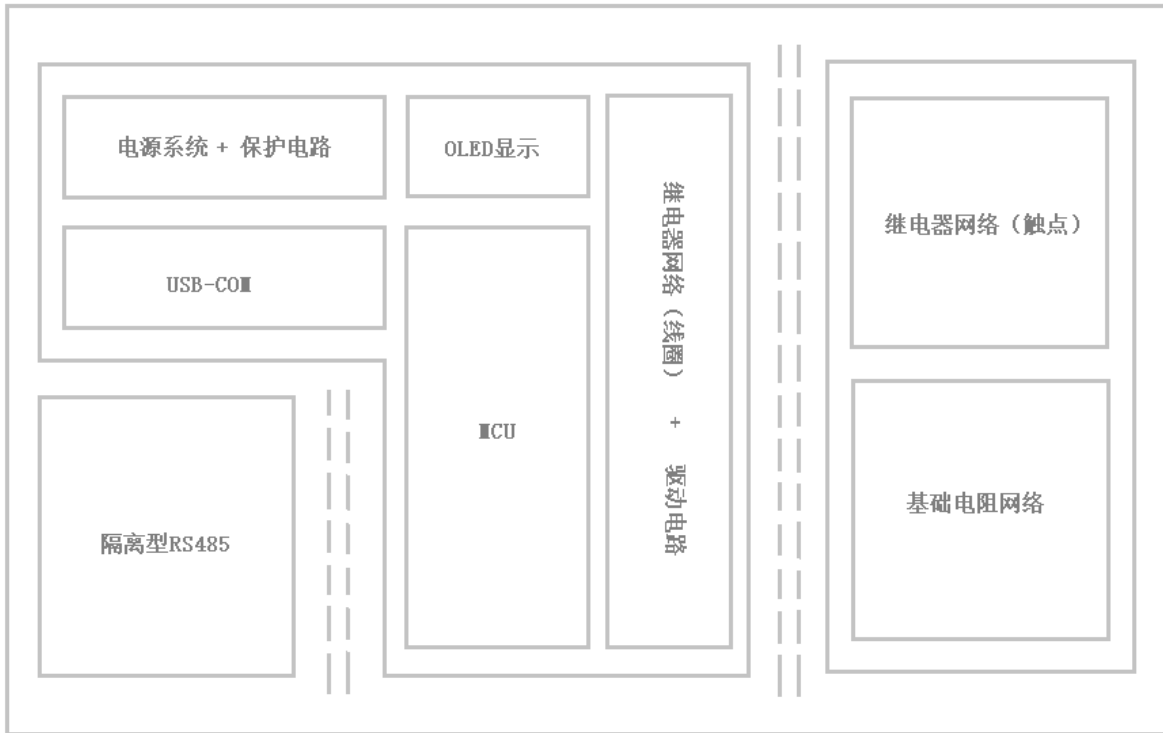 电源系统 + 保护电路
OLED显示
USB-COM
MCU
继电器网络(线圈) + 驱动电路
隔离型RS485
继电器网络（触点）
基础电阻网络